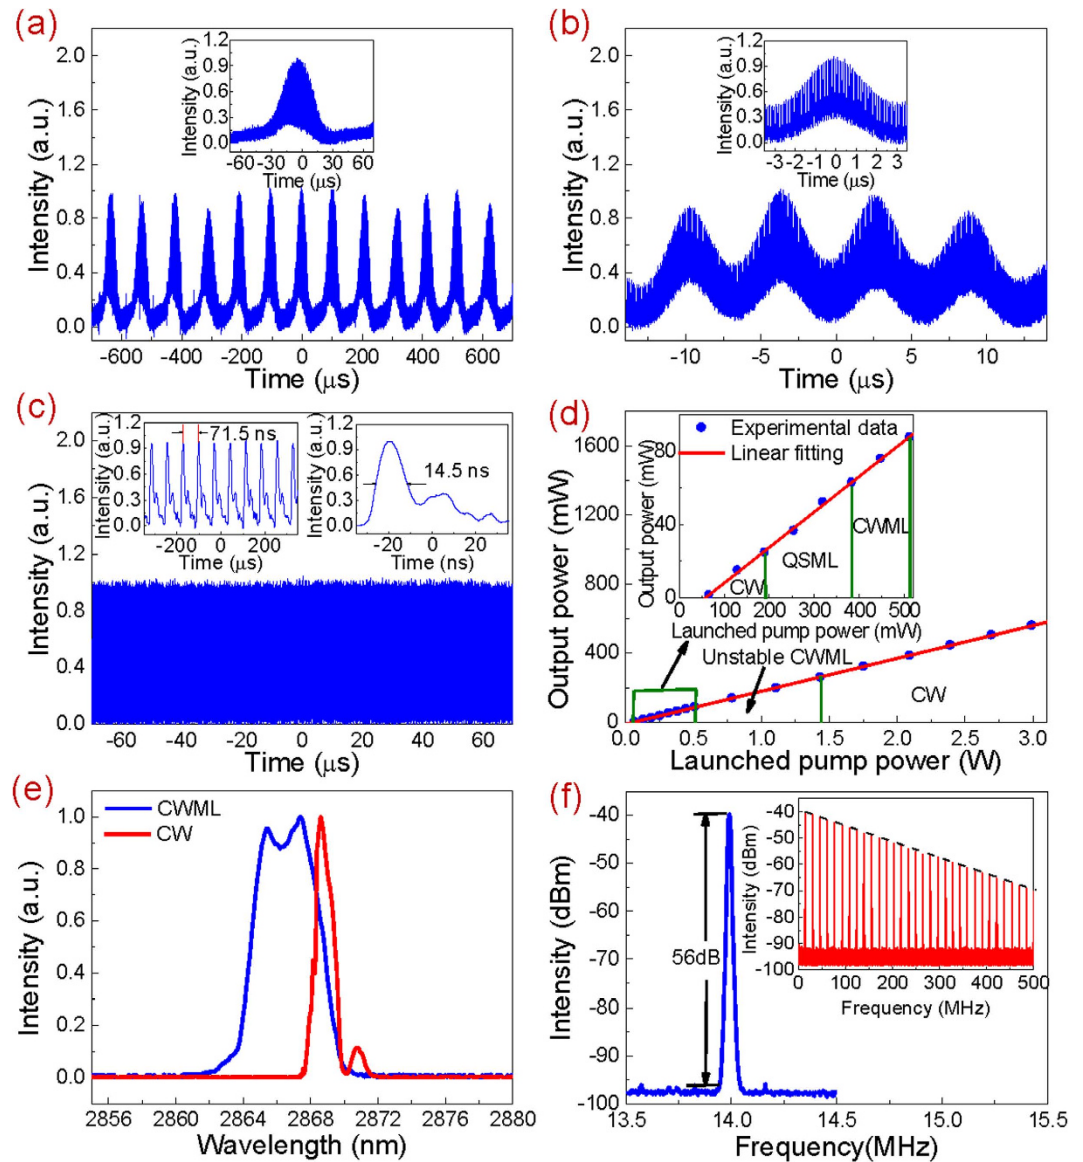 (a)
2.0
1.6
1.2
0.8
0.4
0.0
Intensity (a.u.)
-600 -400 -200 0 200 400 600
Time (μs)
1.2
0.9
0.6
0.3
0.0
Intensity (a.u.)
-60 -30 0 30 60
Time (μs)
(b)
2.0
1.6
1.2
0.8
0.4
0.0
Intensity (a.u.)
-10 -5 0 5 10
Time (μs)
1.2
0.9
0.6
0.3
0.0
Intensity (a.u.)
-3 -2 -1 0 1 2 3
Time (μs)
(c)
2.0
1.6
1.2
0.8
0.4
0.0
Intensity (a.u.)
-60 -40 -20 0 20 40 60
Time (μs)
1.2
0.9
0.6
0.3
0.0
Intensity (a.u.)
71.5 ns
-200 0 200
Time (μs)
1.2
0.9
0.6
0.3
0.0
Intensity (a.u.)
14.5 ns
-20 0 20
Time (ns)
(d)
1600
1200
800
400
0
Output power (mW)
0.0 0.5 1.0 1.5 2.0 2.5 3.0
Launched pump power (W)
Experimental data
Linear fitting
80
40
0
Output power (mW)
CW
QSML
CWML
0 100 200 300 400 500
Launched pump power (mW)
Unstable CWML
CW
(e)
CWML
CW
1.0
0.8
0.6
0.4
0.2
0.0
Intensity (a.u.)
2856 2860 2864 2868 2872 2876 2880
Wavelength (nm)
(f)
-40
-50
-60
-70
-80
-90
-100
Intensity (dBm)
56dB
13.5 14.0 14.5 15.0 15.5
Frequency(MHz)
-40
-50
-60
-70
-80
-90
-100
Intensity (dBm)
0 100 200 300 400 500
Frequency (MHz)